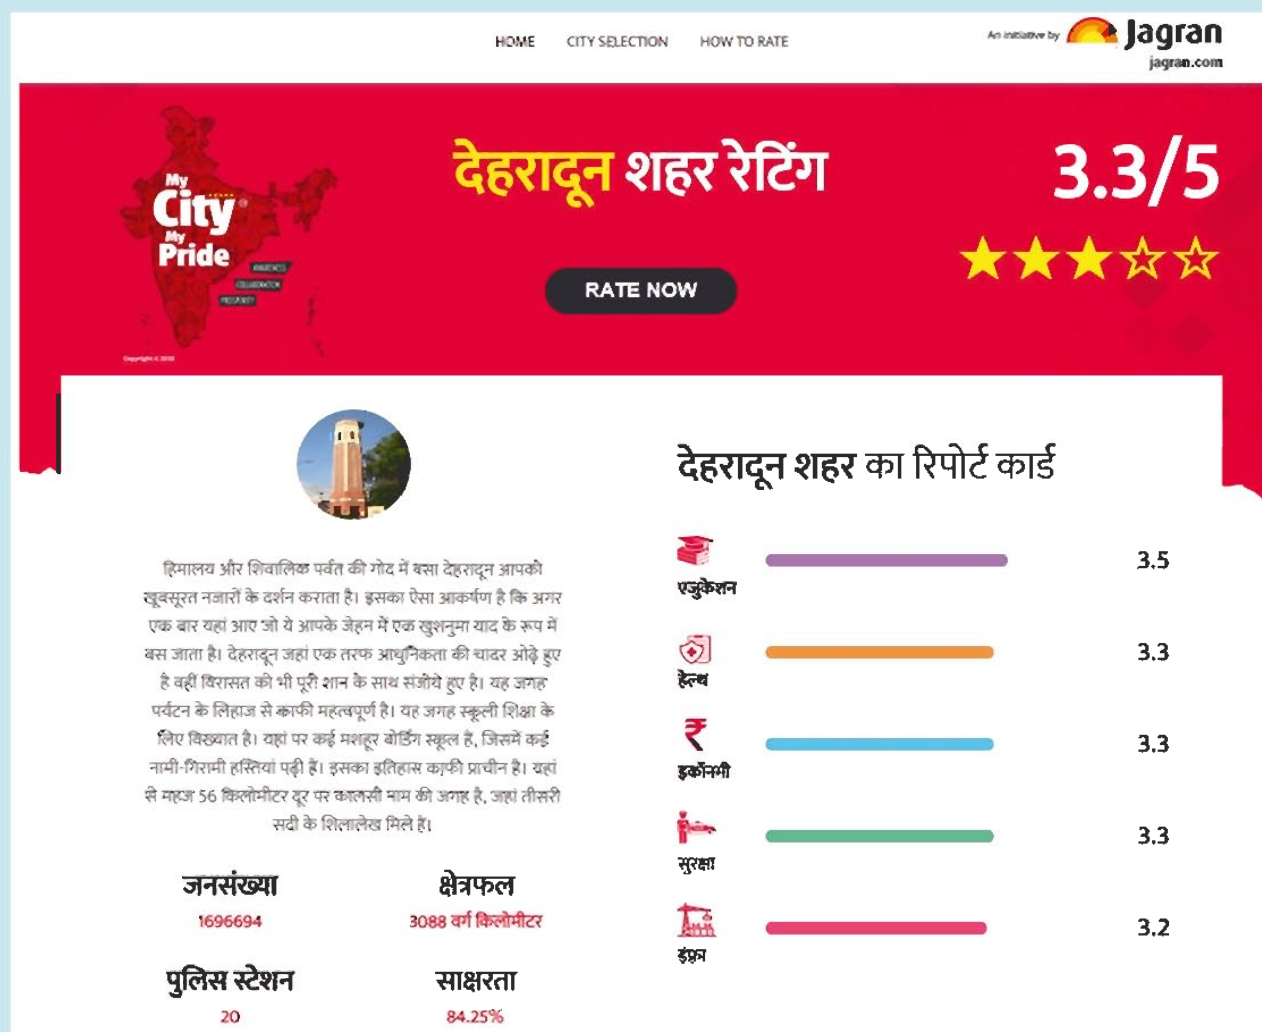 HOME CITY SELECTION HOW TO RATE
An initiative by Jagran
jagran.com
My
City
My
Pride
AWARENESS
COLLABORATION
Copyright © 2018
देहरादून शहर रेटिंग
RATE NOW
3.3/5
हिमालय और शिवालिक पर्वत की गोद में बसा देहरादून आपको
खूबसूरत नजारों के दर्शन कराता है। इसका ऐसा आकर्षण है कि अगर
एक बार यहां आए जो ये आपके जेहन में एक खुशनुमा याद के रूप में
बस जाता है। देहरादून जहां एक तरफ आधुनिकता की चादर ओढ़े हुए
है वहीं विरासत को भी पूरी शान के साथ संजोये हुए है। यह जगह
पर्यटन के लिहाज से काफी महत्वपूर्ण है। यह जगह स्कूली शिक्षा के
लिए विख्यात है। यहां पर कई मशहूर बोर्डिंग स्कूल हैं, जिसमें कई
नामी-गिरामी हस्तियां पढ़ी हैं। इसका इतिहास काफी प्राचीन है। यहां
से महज 56 किलोमीटर दूर पर कालसी नाम की जगह है, जहां तीसरी
सदी के शिलालेख मिले हैं।
जनसंख्या
1696694
क्षेत्रफल
3088 वर्ग किलोमीटर
पुलिस स्टेशन
20
साक्षरता
84.25%
देहरादून शहर का रिपोर्ट कार्ड
एजुकेशन 3.5
हेल्थ 3.3
इकॉनमी 3.3
सुरक्षा 3.3
इंफ्रा 3.2